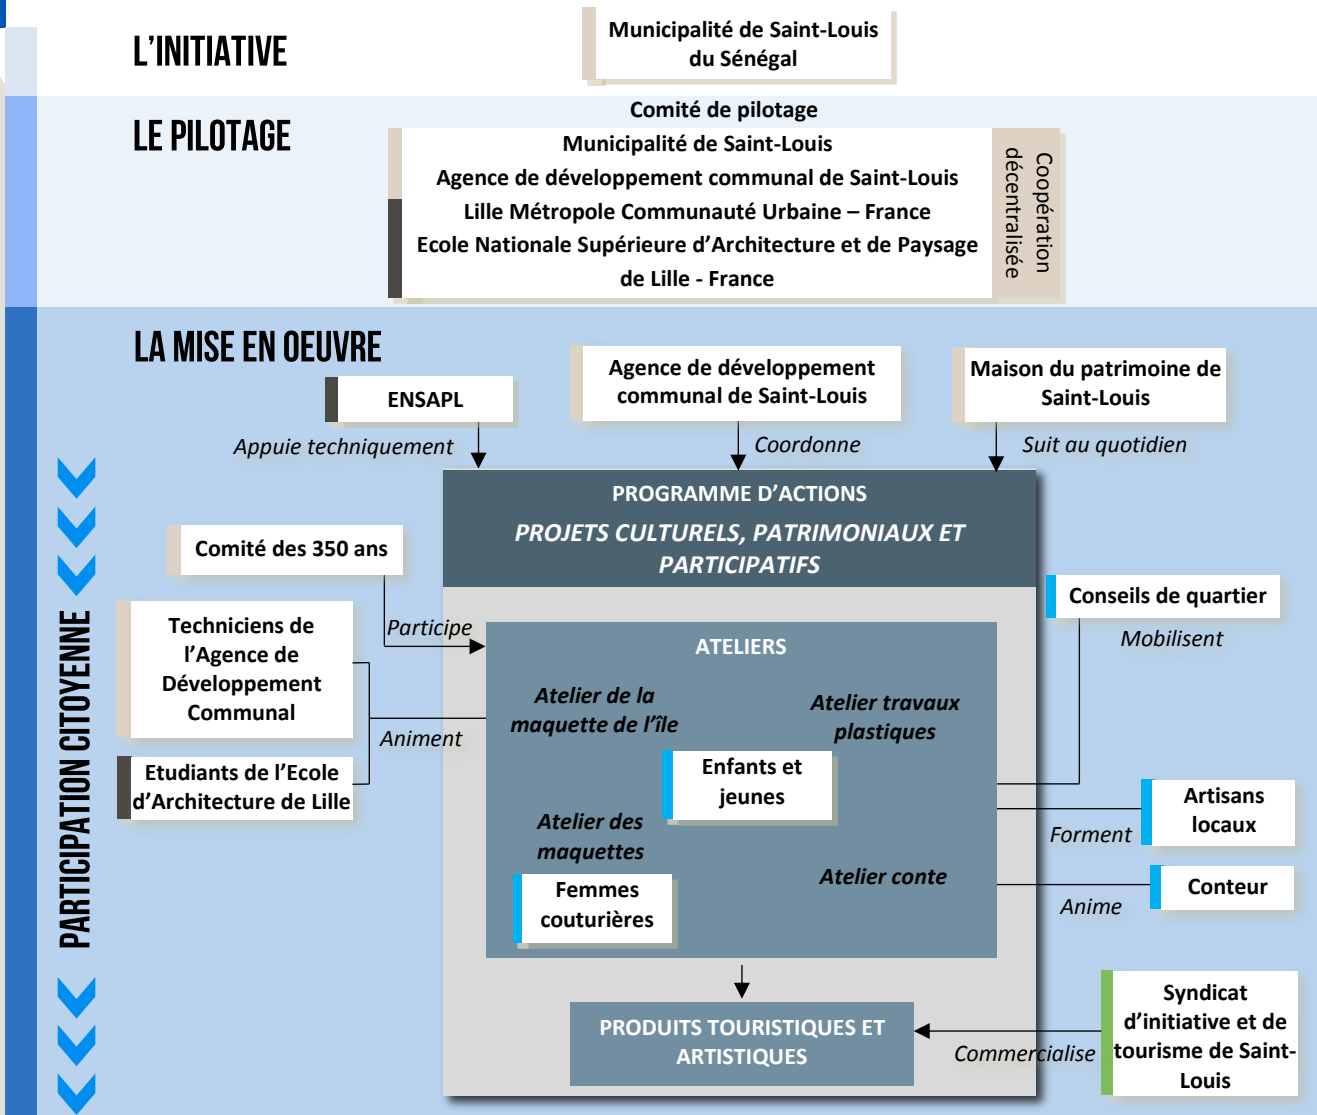 L'INITIATIVE
Municipalité de Saint-Louis
du Sénégal
LE PILOTAGE
Comité de pilotage
Municipalité de Saint-Louis
Agence de développement communal de Saint-Louis
Lille Métropole Communauté Urbaine – France
Ecole Nationale Supérieure d'Architecture et de Paysage
de Lille - France
Coopération
décentralisée
LA MISE EN OEUVRE
ENSAPL
Agence de développement
communal de Saint-Louis
Maison du patrimoine de
Saint-Louis
Appuie techniquement
Coordonne
Suit au quotidien
PROGRAMME D'ACTIONS
PROJETS CULTURELS, PATRIMONIAUX ET
PARTICIPATIFS
Comité des 350 ans
Participe
Techniciens de
l'Agence de
Développement
Communal
Animent
Etudiants de l'Ecole
d'Architecture de Lille
PARTICIPATION CITOYENNE
ATELIERS
Atelier de la
maquette de l'île
Atelier travaux
plastiques
Enfants et
jeunes
Atelier des
maquettes
Femmes
couturières
Atelier conte
Conseils de quartier
Mobilisent
Artisans
locaux
Forment
Conteur
Anime
PRODUITS TOURISTIQUES ET
ARTISTIQUES
Commercialise
Syndicat
d'initiative et de
tourisme de Saint-
Louis